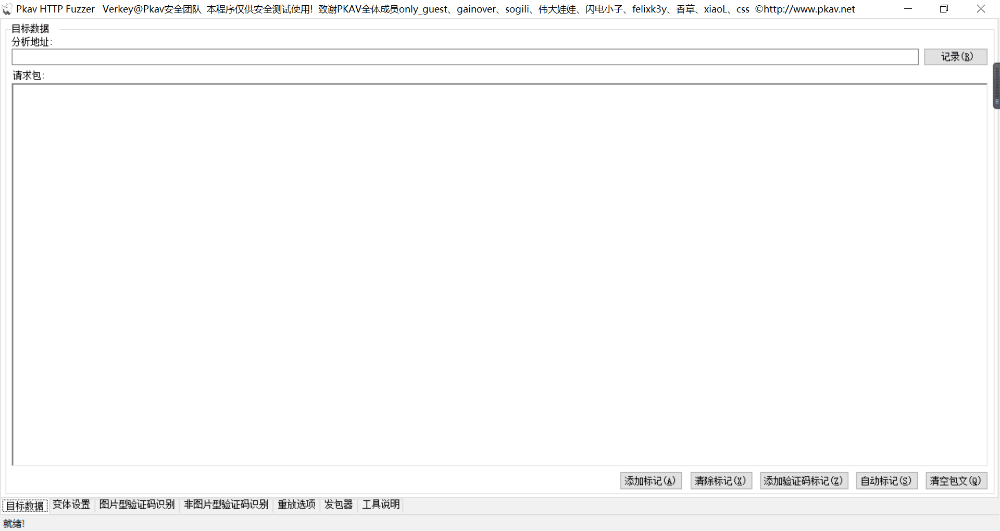 Pkav HTTP Fuzzer   Verkey@Pkav安全团队  本程序仅供安全测试使用!  致谢PKAV全体成员only_guest、gainover、sogili、伟大娃娃、闪电小子、felixk3y、香草、xiaoL、css  ©http://www.pkav.net
目标数据
分析地址:
记录(R)
请求包:
添加标记(A) 清除标记(X) 添加验证码标记(Z) 自动标记(S) 清空包文(Q)
目标数据 变体设置 图片型验证码识别 非图片型验证码识别 重放选项 发包器 工具说明
就绪!